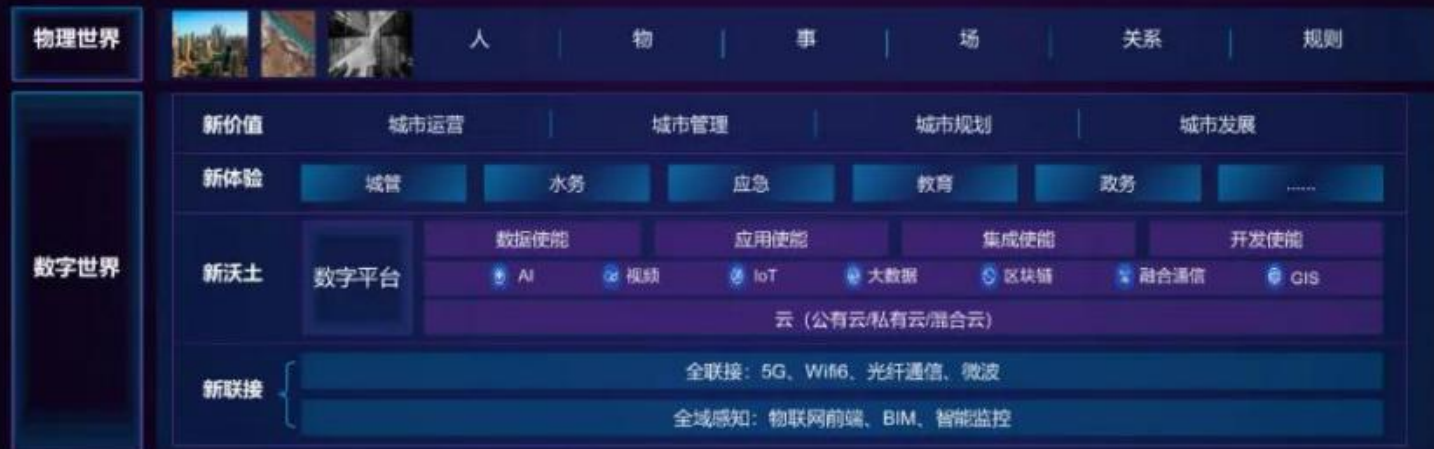 物理世界 人 物 事 场 关系 规则
数字世界
新价值 城市运营 城市管理 城市规划 城市发展
新体验 城管 水务 应急 教育 政务 ......
新沃土 数字平台
数据使能 应用使能 集成使能 开发使能
AI 视频 IoT 大数据 区块链 融合通信 GIS
云（公有云/私有云/混合云）
新联接
全联接：5G、Wifi6、光纤通信、微波
全域感知：物联网前端、BIM、智能监控